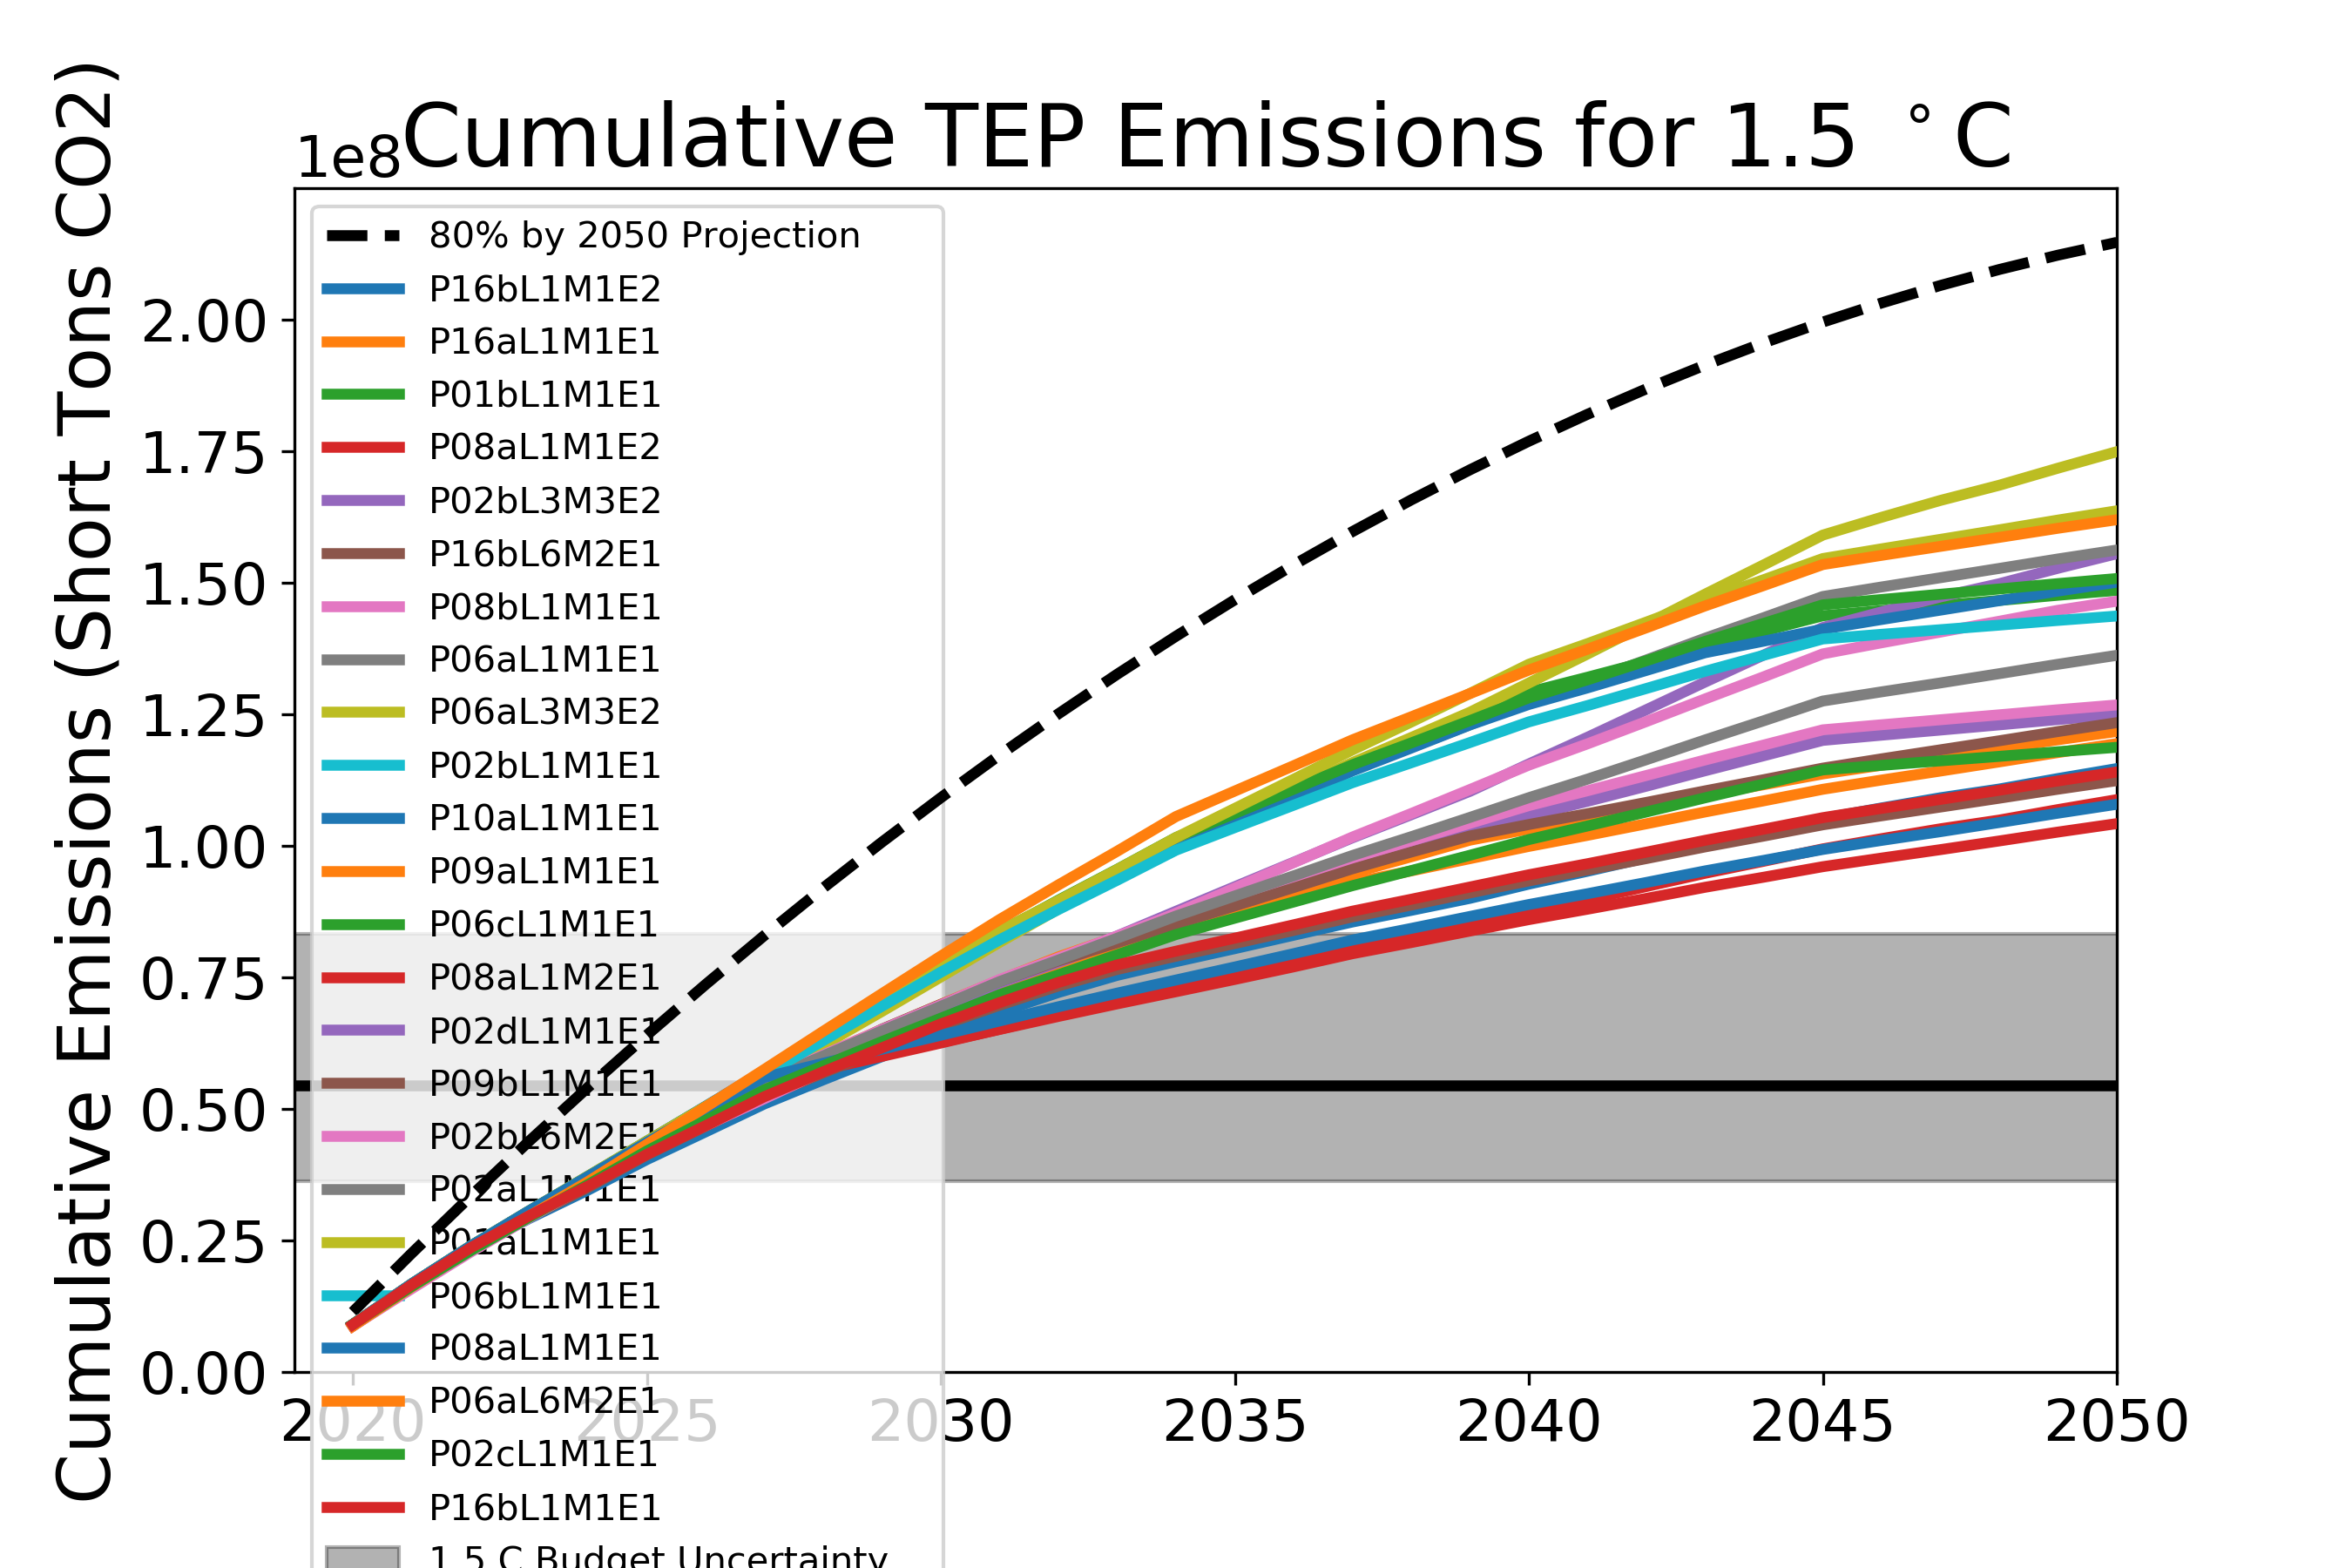 Cumulative TEP Emissions for 1.5 °C
1e8
Cumulative Emissions (Short Tons CO2)
2.00
1.75
1.50
1.25
1.00
0.75
0.50
0.25
0.00
80% by 2050 Projection
P16bL1M1E2
P16aL1M1E1
P01bL1M1E1
P08aL1M1E2
P02bL3M3E2
P16bL6M2E1
P08bL1M1E1
P06aL1M1E1
P06aL3M3E2
P02bL1M1E1
P10aL1M1E1
P09aL1M1E1
P06cL1M1E1
P08aL1M2E1
P02dL1M1E1
P09bL1M1E1
P02bL6M2E1
P02aL1M1E1
P01aL1M1E1
P06bL1M1E1
P08aL1M1E1
P06aL6M2E1
P02cL1M1E1
P16bL1M1E1
1.5 C Budget Uncertainty
2020 2025 2030 2035 2040 2045 2050